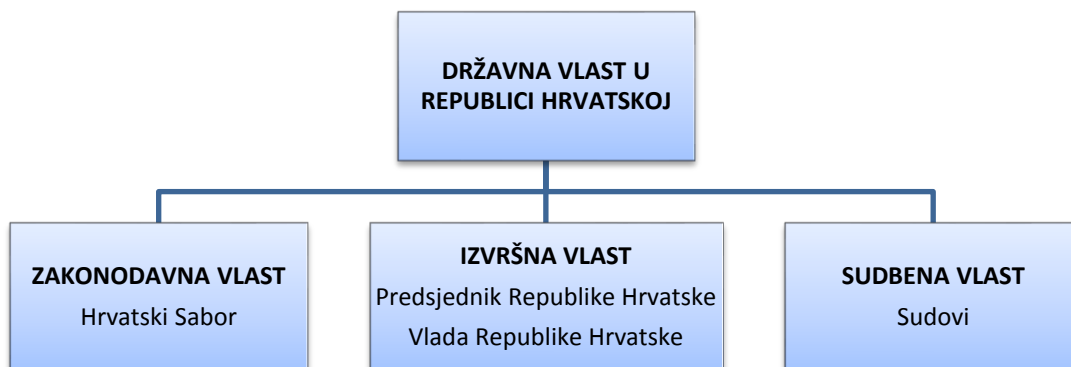 DRŽAVNA VLAST U
REPUBLICI HRVATSKOJ
ZAKONODAVNA VLAST
Hrvatski Sabor
IZVRŠNA VLAST
Predsjednik Republike Hrvatske
Vlada Republike Hrvatske
SUDBENA VLAST
Sudovi